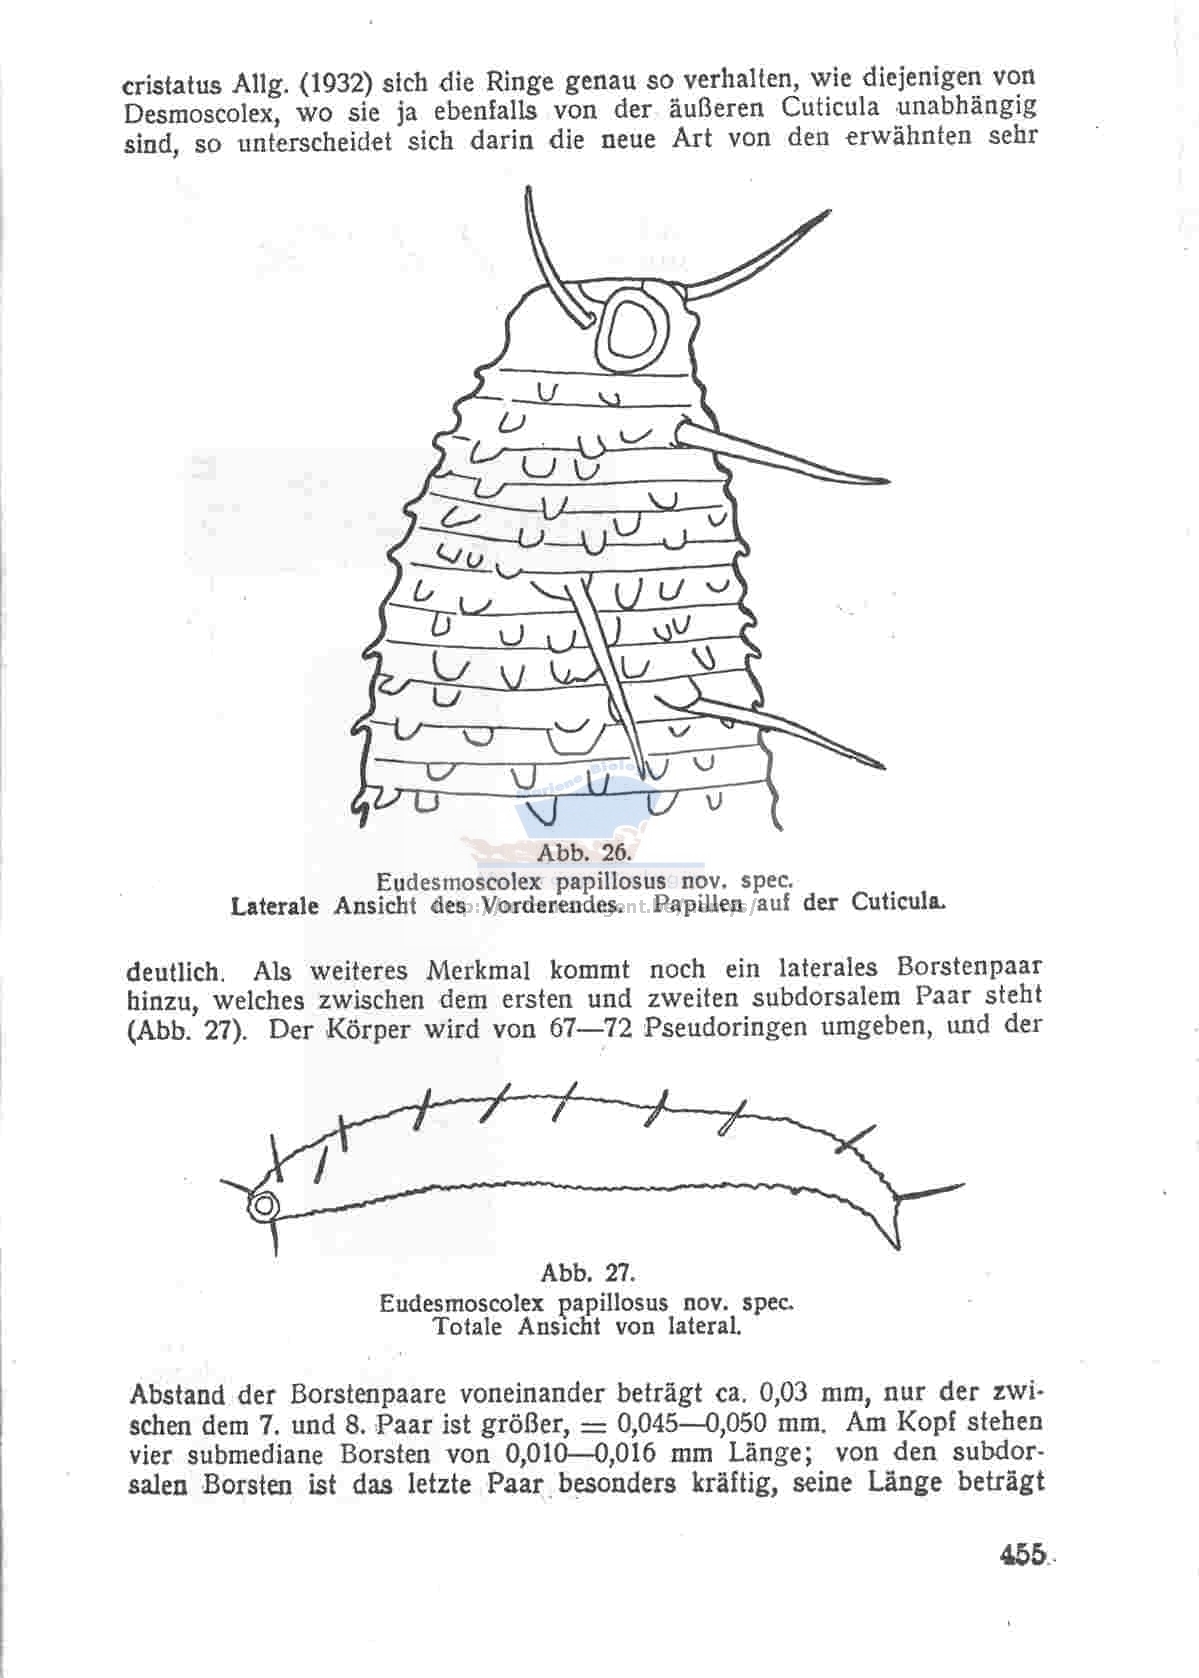 cristatus Allg. (1932) sich die Ringe genau so verhalten, wie diejenigen von
Desmoscolex, wo sie ja ebenfalls von der äußeren Cuticula unabhängig
sind, so unterscheidet sich darin die neue Art von den erwähnten sehr
Abb. 26.
Eudesmoscolex papillosus nov. spec.
Laterale Ansicht des Vorderendes. Papillen auf der Cuticula.
deutlich. Als weiteres Merkmal kommt noch ein laterales Borstenpaar
hinzu, welches zwischen dem ersten und zweiten subdorsalem Paar steht
(Abb. 27). Der Körper wird von 67—72 Pseudoringen umgeben, und der
Abb. 27.
Eudesmoscolex papillosus nov. spec.
Totale Ansicht von lateral.
Abstand der Borstenpaare voneinander beträgt ca. 0,03 mm, nur der zwi-
schen dem 7. und 8. Paar ist größer, = 0,045—0,050 mm. Am Kopf stehen
vier submediane Borsten von 0,010—0,016 mm Länge; von den subdor-
salen Borsten ist das letzte Paar besonders kräftig, seine Länge beträgt
455